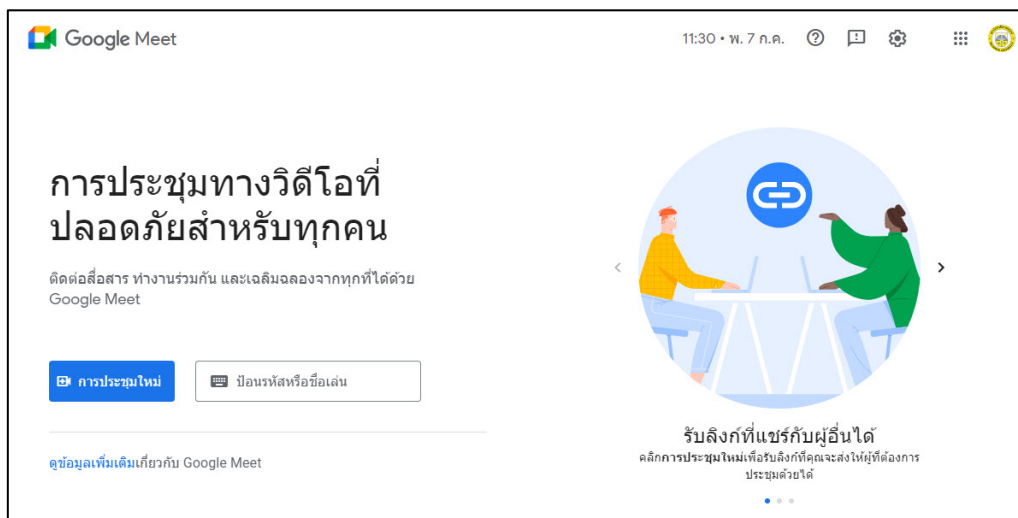 Google Meet
11:30 • พ. 7 ก.ค.
การประชุมทางวิดีโอที่
ปลอดภัยสำหรับทุกคน
ติดต่อสื่อสาร ทำงานร่วมกัน และเฉลิมฉลองจากทุกที่ได้ด้วย
Google Meet
การประชุมใหม่
ป้อนรหัสหรือชื่อเล่น
ดูข้อมูลเพิ่มเติมเกี่ยวกับ Google Meet
รับลิงก์ที่แชร์กับผู้อื่นได้
คลิกการประชุมใหม่เพื่อรับลิงก์ที่คุณจะส่งให้ผู้ที่ต้องการ
ประชุมด้วยได้